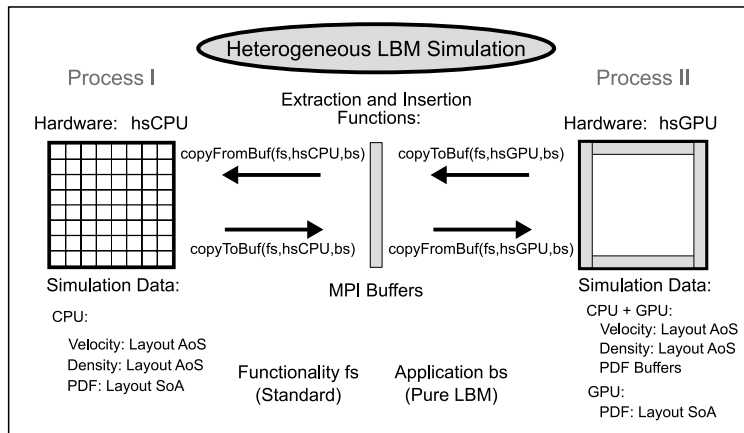 Heterogeneous LBM Simulation
Process I
Process II
Extraction and Insertion
Functions:
Hardware: hsCPU
Hardware: hsGPU
copyFromBuf(fs,hsCPU,bs)
copyToBuf(fs,hsGPU,bs)
copyToBuf(fs,hsCPU,bs)
copyFromBuf(fs,hsGPU,bs)
MPI Buffers
Simulation Data:
CPU:
Velocity: Layout AoS
Density: Layout AoS
PDF: Layout SoA
Functionality fs
(Standard)
Application bs
(Pure LBM)
Simulation Data:
CPU + GPU:
Velocity: Layout AoS
Density: Layout AoS
PDF Buffers
GPU:
PDF: Layout SoA